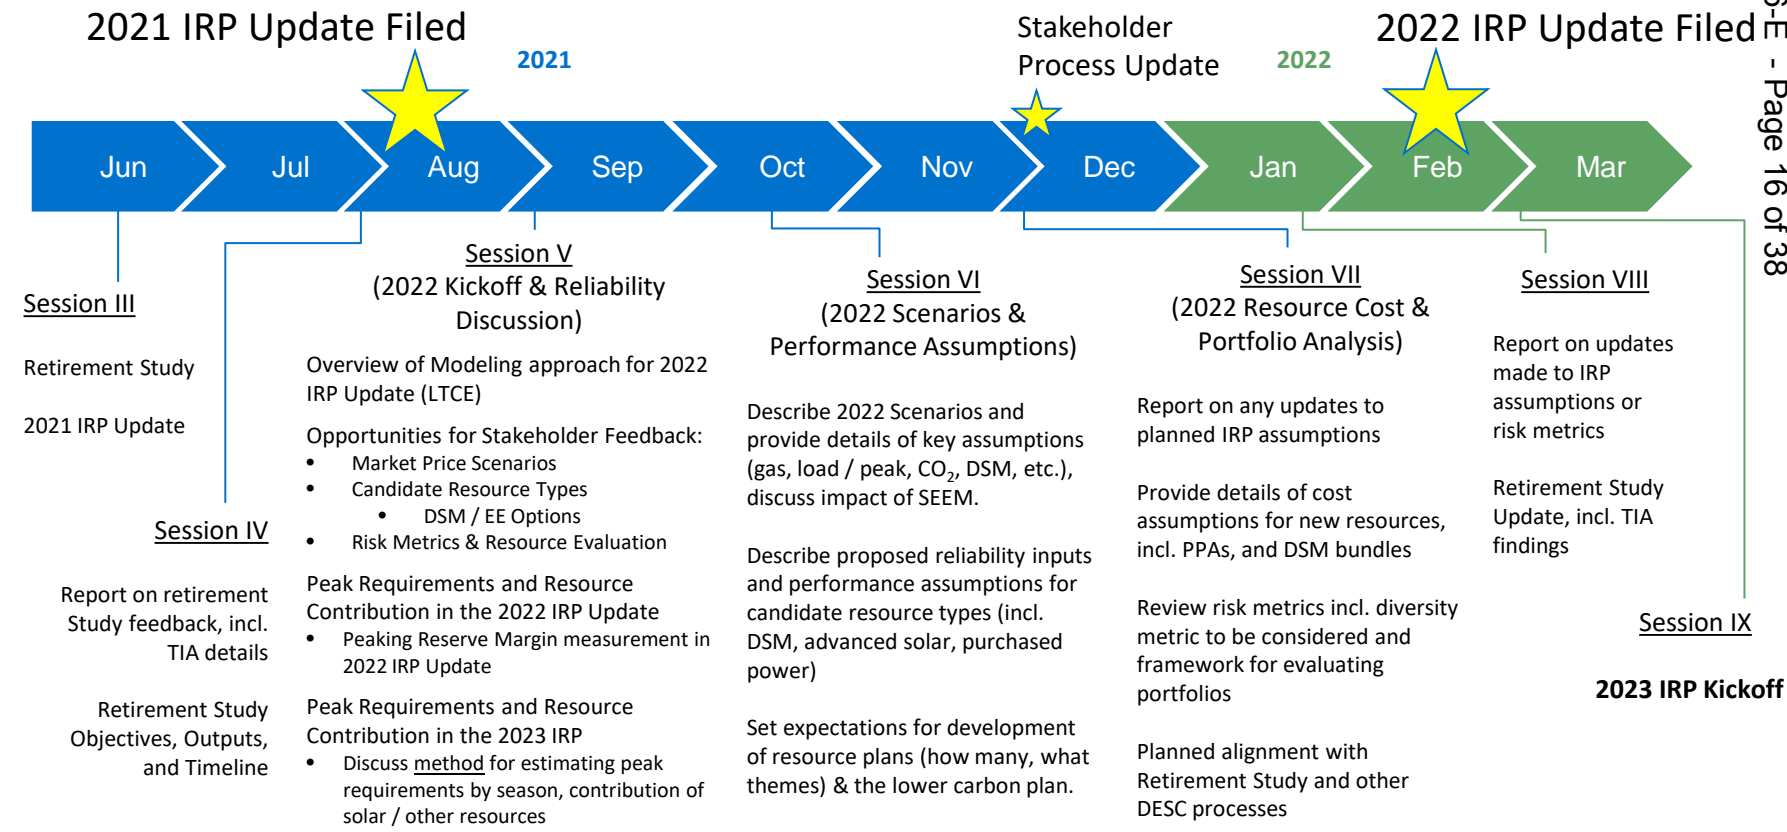 2021 IRP Update Filed
2021
Stakeholder
Process Update
2022
2022 IRP Update Filed
6-E - Page 16 of 38
Jun
Jul
Aug
Sep
Oct
Nov
Dec
Jan
Feb
Mar
Session III
Retirement Study
2021 IRP Update
Session IV
Report on retirement
Study feedback, incl.
TIA details
Retirement Study
Objectives, Outputs,
and Timeline
Session V
(2022 Kickoff & Reliability
Discussion)
Overview of Modeling approach for 2022
IRP Update (LTCE)
Opportunities for Stakeholder Feedback:
• Market Price Scenarios
• Candidate Resource Types
• DSM / EE Options
• Risk Metrics & Resource Evaluation
Peak Requirements and Resource
Contribution in the 2022 IRP Update
• Peaking Reserve Margin measurement in
2022 IRP Update
Peak Requirements and Resource
Contribution in the 2023 IRP
• Discuss method for estimating peak
requirements by season, contribution of
solar / other resources
Session VI
(2022 Scenarios &
Performance Assumptions)
Describe 2022 Scenarios and
provide details of key assumptions
(gas, load / peak, CO₂, DSM, etc.),
discuss impact of SEEM.
Describe proposed reliability inputs
and performance assumptions for
candidate resource types (incl.
DSM, advanced solar, purchased
power)
Set expectations for development
of resource plans (how many, what
themes) & the lower carbon plan.
Session VII
(2022 Resource Cost &
Portfolio Analysis)
Report on any updates to
planned IRP assumptions
Provide details of cost
assumptions for new resources,
incl. PPAs, and DSM bundles
Review risk metrics incl. diversity
metric to be considered and
framework for evaluating
portfolios
Planned alignment with
Retirement Study and other
DESC processes
Session VIII
Report on updates
made to IRP
assumptions or
risk metrics
Retirement Study
Update, incl. TIA
findings
Session IX
2023 IRP Kickoff